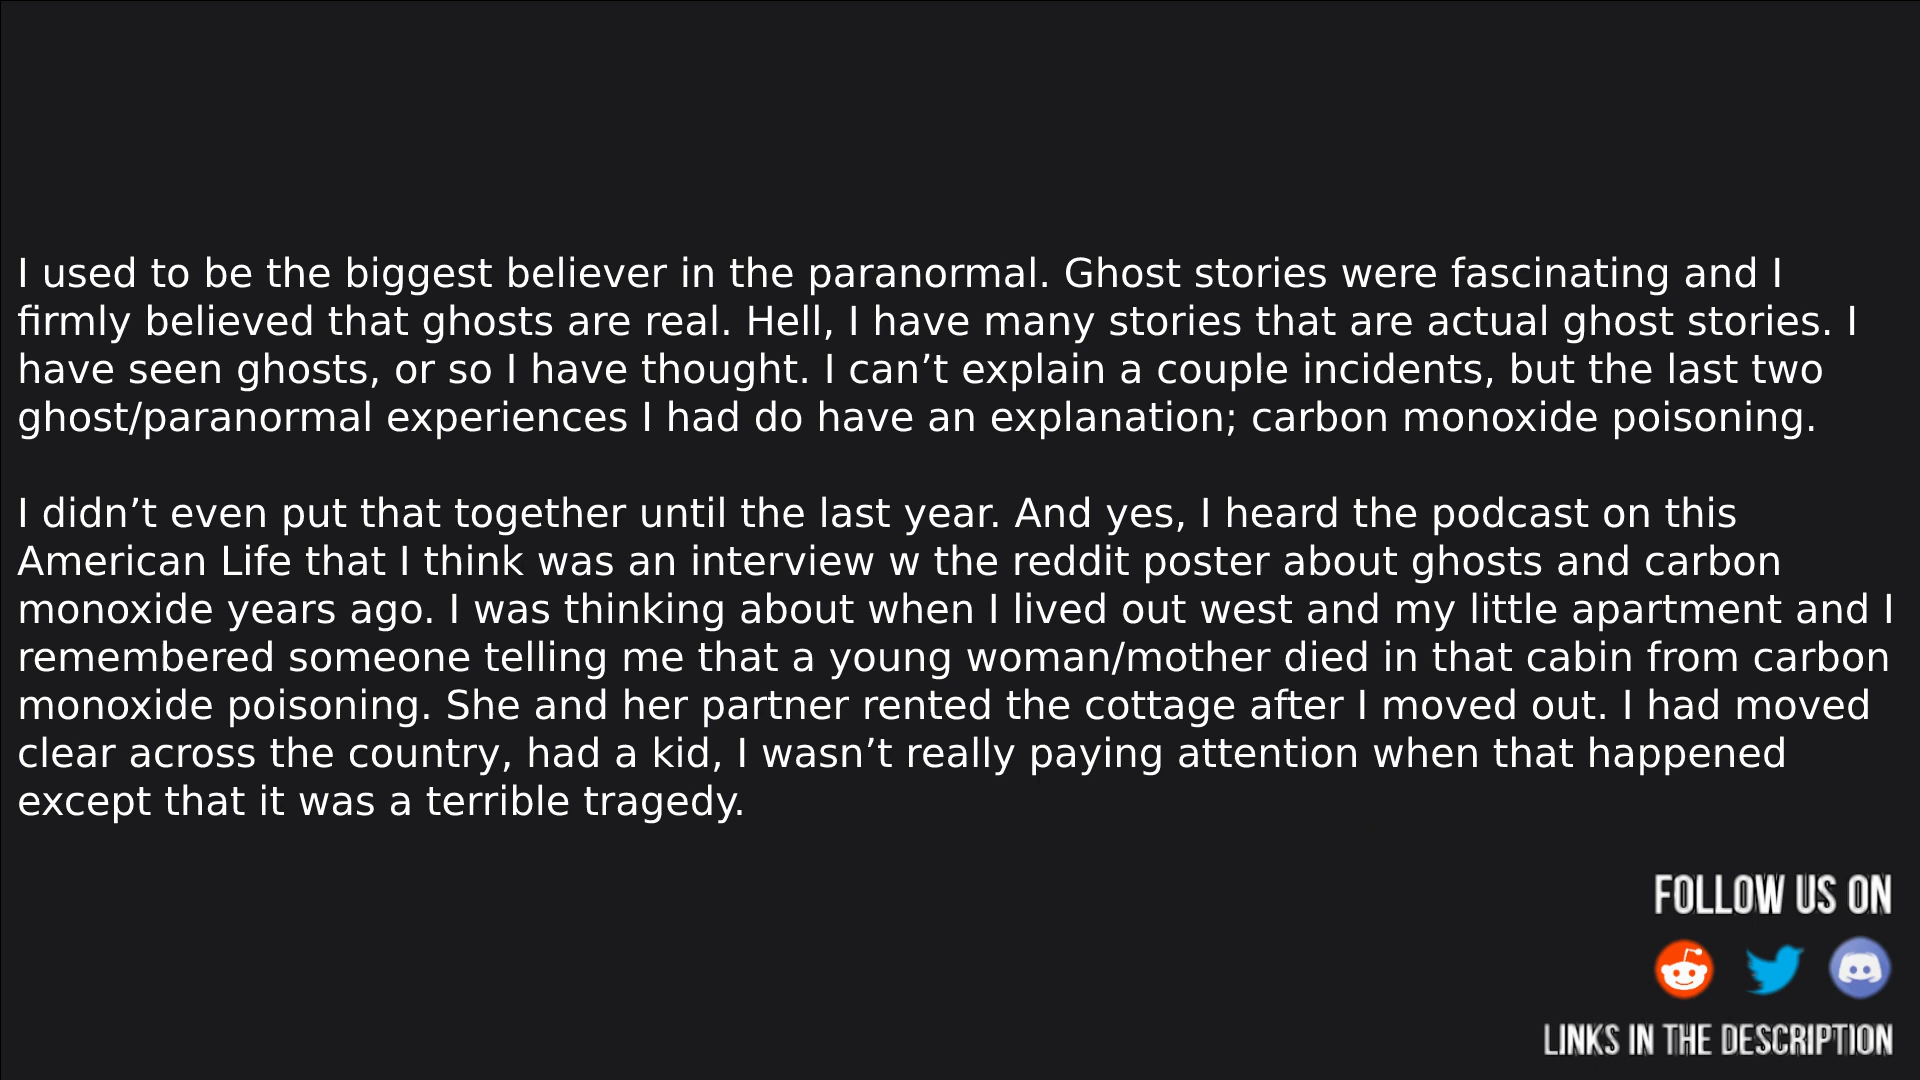 I used to be the biggest believer in the paranormal. Ghost stories were fascinating and I
firmly believed that ghosts are real. Hell, I have many stories that are actual ghost stories. I
have seen ghosts, or so I have thought. I can’t explain a couple incidents, but the last two
ghost/paranormal experiences I had do have an explanation; carbon monoxide poisoning.
I didn’t even put that together until the last year. And yes, I heard the podcast on this
American Life that I think was an interview w the reddit poster about ghosts and carbon
monoxide years ago. I was thinking about when I lived out west and my little apartment and I
remembered someone telling me that a young woman/mother died in that cabin from carbon
monoxide poisoning. She and her partner rented the cottage after I moved out. I had moved
clear across the country, had a kid, I wasn’t really paying attention when that happened
except that it was a terrible tragedy.
FOLLOW US ON
LINKS IN THE DESCRIPTION